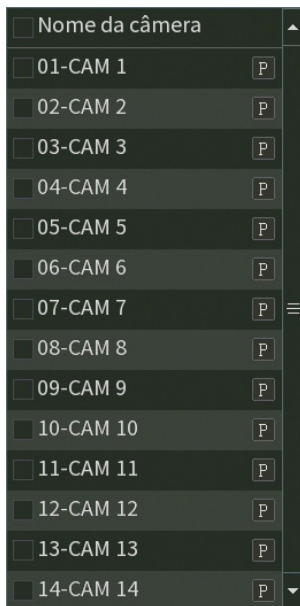 Nome da câmera
01-CAM 1 P
02-CAM 2 P
03-CAM 3 P
04-CAM 4 P
05-CAM 5 P
06-CAM 6 P
07-CAM 7 P
08-CAM 8 P
09-CAM 9 P
10-CAM 10 P
11-CAM 11 P
12-CAM 12 P
13-CAM 13 P
14-CAM 14 P